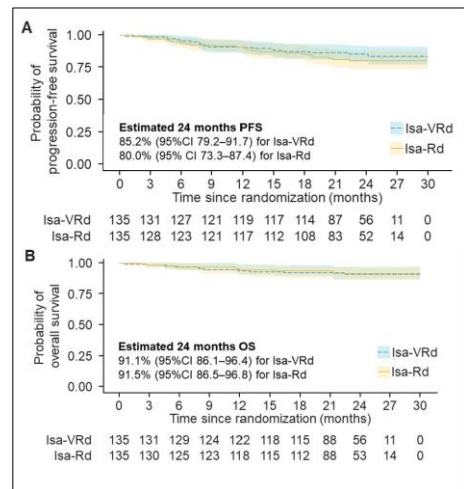 A
Probability of
progression-free survival
1.00
0.75
0.50
0.25
0.00
Estimated 24 months PFS
85.2% (95%CI 79.2–91.7) for Isa-VRd
80.0% (95% CI 73.3–87.4) for Isa-Rd
Isa-VRd
Isa-Rd
0 3 6 9 12 15 18 21 24 27 30
Time since randomization (months)
Isa-VRd 135 131 127 121 119 117 114 87 56 11 0
Isa-Rd 135 128 123 121 117 112 108 83 52 14 0
B
Probability of
overall survival
1.00
0.75
0.50
0.25
0.00
Estimated 24 months OS
91.1% (95%CI 86.1–96.4) for Isa-VRd
91.5% (95%CI 86.5–96.8) for Isa-Rd
Isa-VRd
Isa-Rd
0 3 6 9 12 15 18 21 24 27 30
Time since randomization (months)
Isa-VRd 135 131 129 124 122 118 115 88 56 11 0
Isa-Rd 135 130 125 123 118 115 112 88 53 14 0